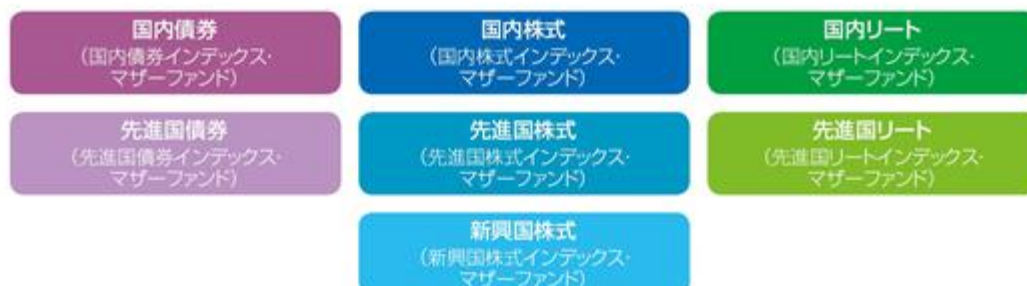 国内債券
(国内債券インデックス・
マザーファンド)
国内株式
(国内株式インデックス・
マザーファンド)
国内リート
(国内リートインデックス・
マザーファンド)
先進国債券
(先進国債券インデックス・
マザーファンド)
先進国株式
(先進国株式インデックス・
マザーファンド)
先進国リート
(先進国リートインデックス・
マザーファンド)
新興国株式
(新興国株式インデックス・
マザーファンド)